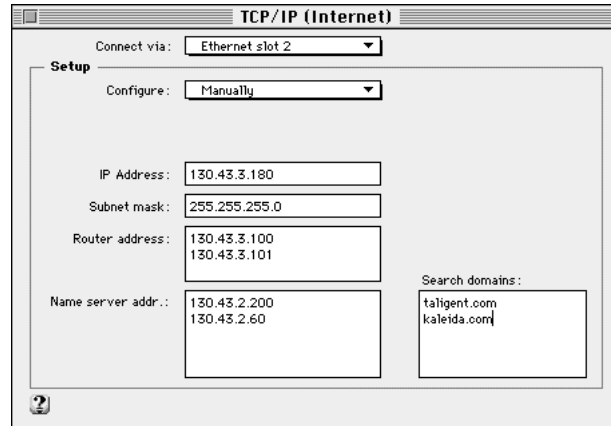 TCP/IP (Internet)
Connect via: Ethernet slot 2
Setup
Configure: Manually
IP Address: 130.43.3.180
Subnet mask: 255.255.255.0
Router address: 130.43.3.100
130.43.3.101
Search domains:
Name server addr.: 130.43.2.200
130.43.2.60
taligent.com
kaleida.com
?